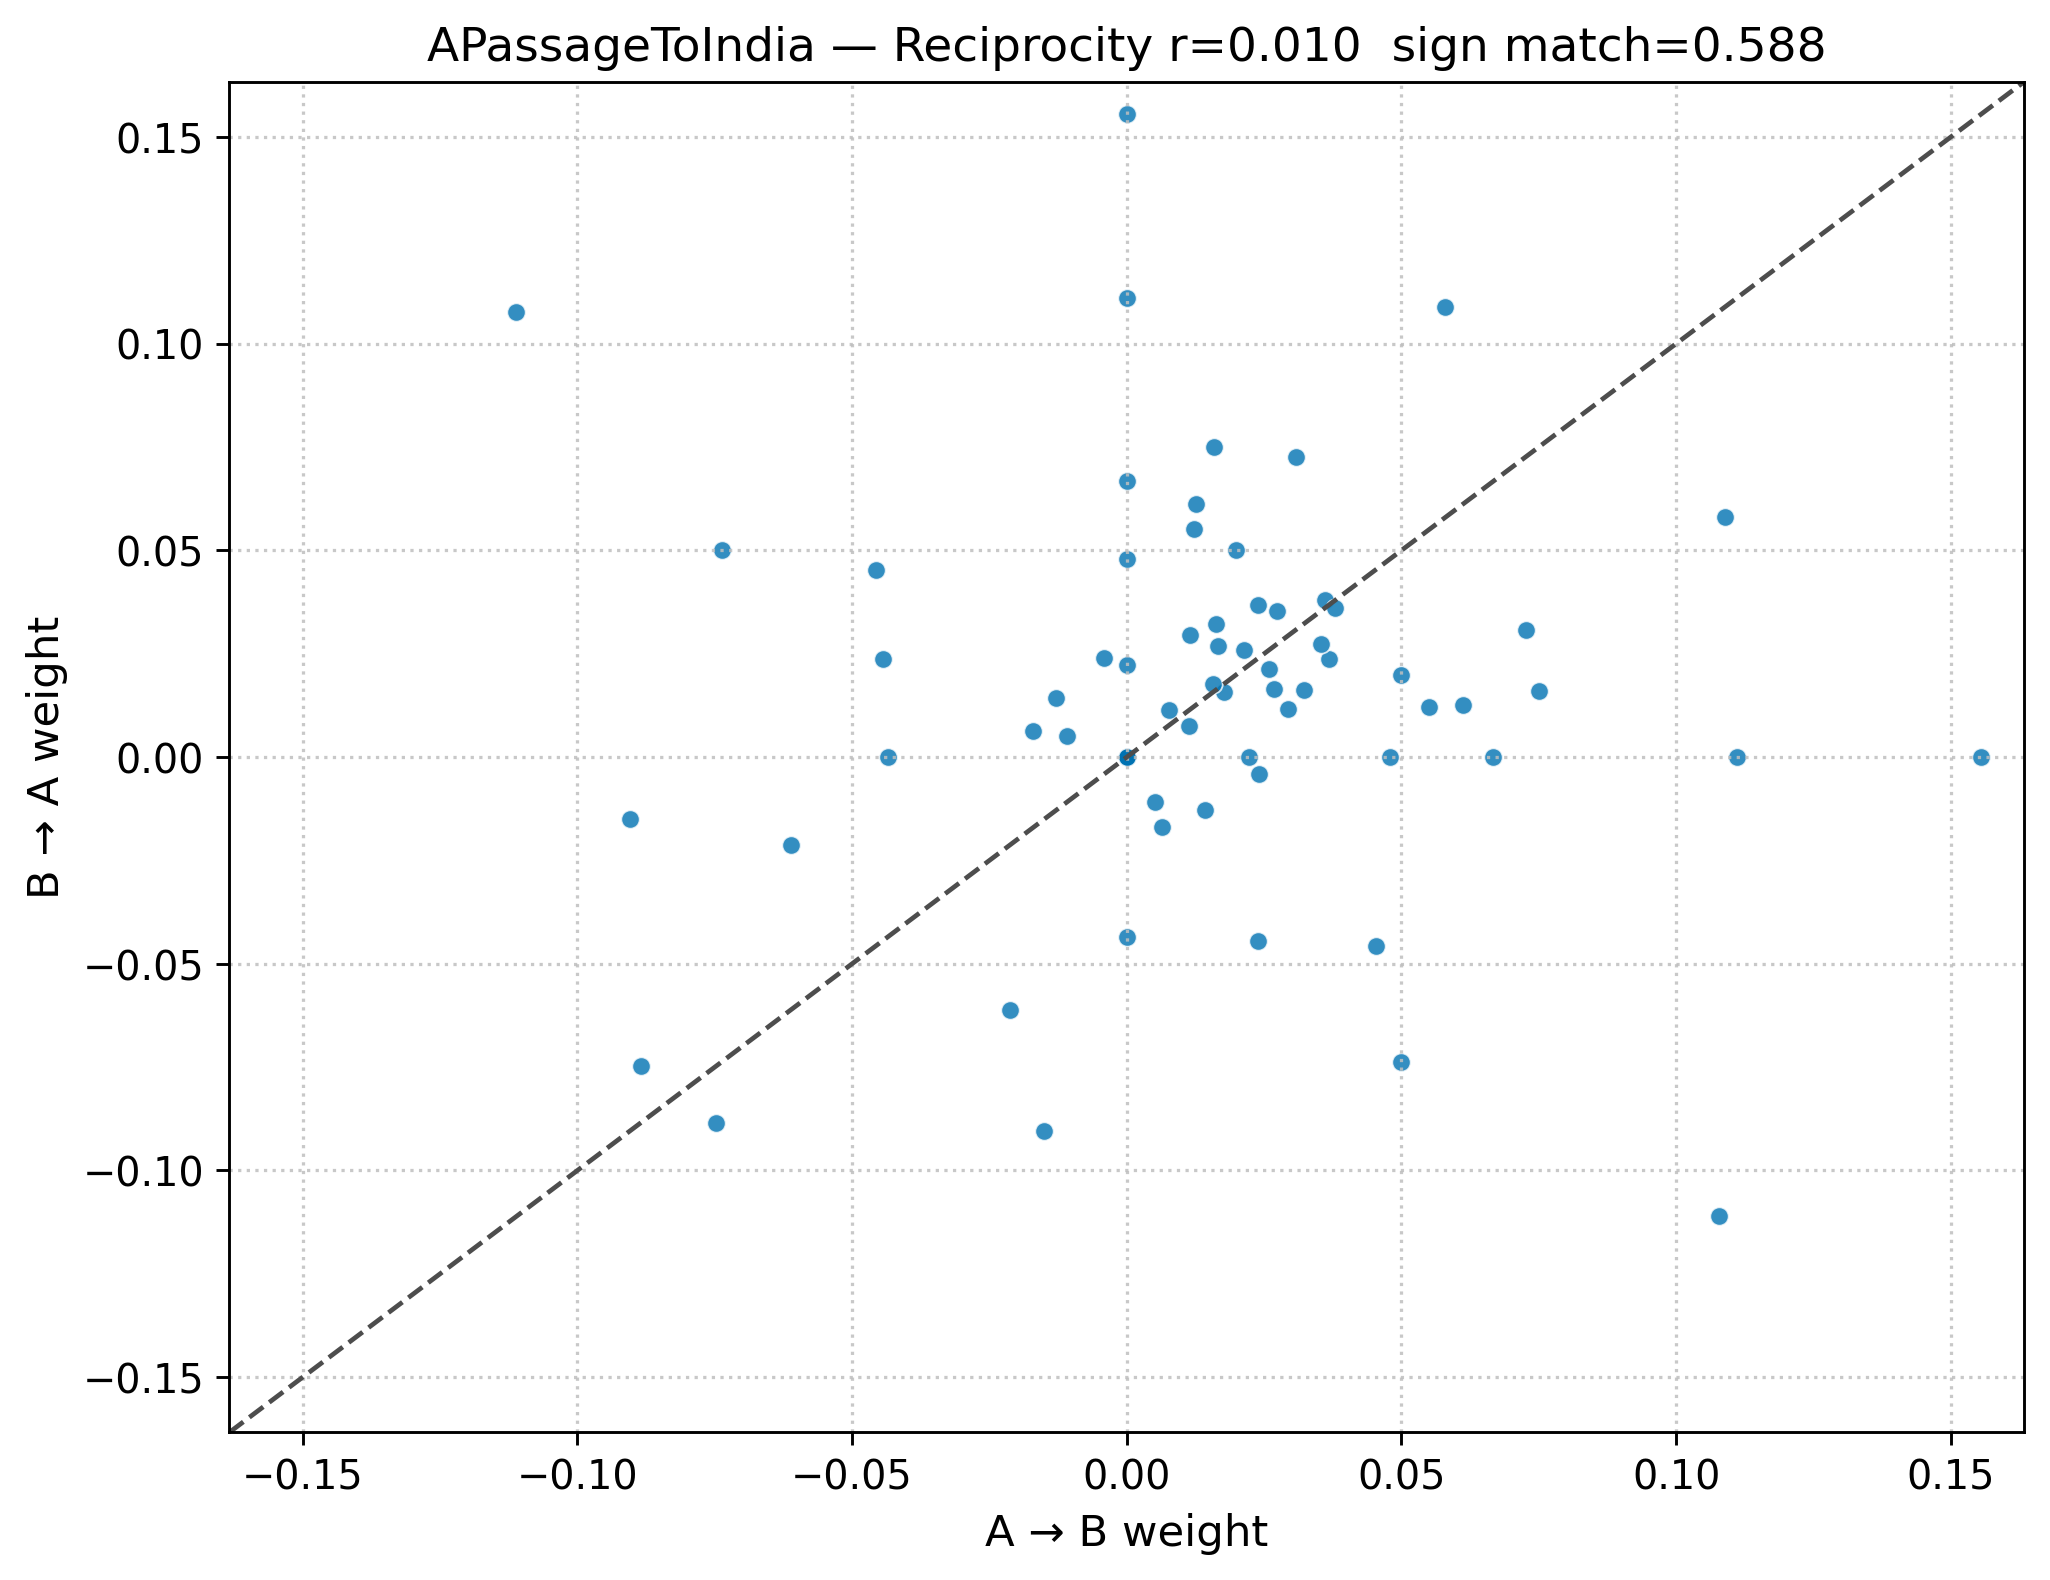 APassageToIndia — Reciprocity r=0.010  sign match=0.588
0.15
0.10
0.05
0.00
−0.05
−0.10
−0.15
B → A weight
−0.15 −0.10 −0.05 0.00 0.05 0.10 0.15
A → B weight